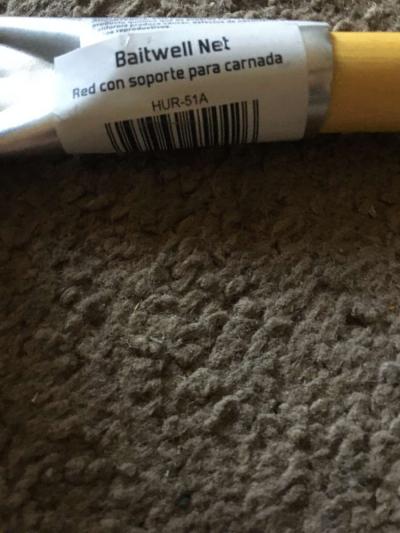 Baitwell Net
Red con soporte para carnada
HUR-51A